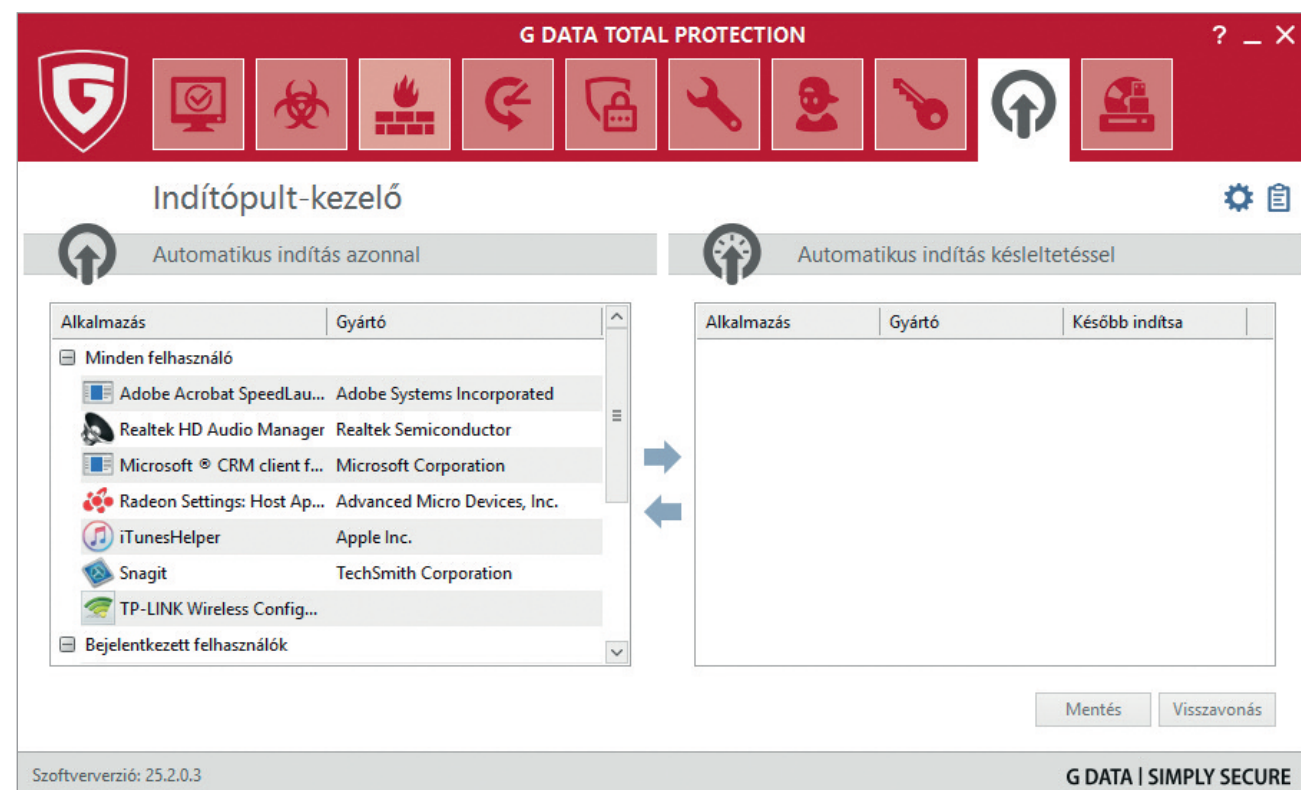 G DATA TOTAL PROTECTION
Indítópult-kezelő
Automatikus indítás azonnal
Automatikus indítás késleltetéssel
Alkalmazás Gyártó
Minden felhasználó
Adobe Acrobat SpeedLau... Adobe Systems Incorporated
Realtek HD Audio Manager Realtek Semiconductor
Microsoft ® CRM client f... Microsoft Corporation
Radeon Settings: Host Ap... Advanced Micro Devices, Inc.
iTunesHelper Apple Inc.
Snagit TechSmith Corporation
TP-LINK Wireless Config...
Bejelentkezett felhasználók
Alkalmazás Gyártó Később indítsa
Mentés Visszavonás
Szoftververzió: 25.2.0.3
G DATA | SIMPLY SECURE